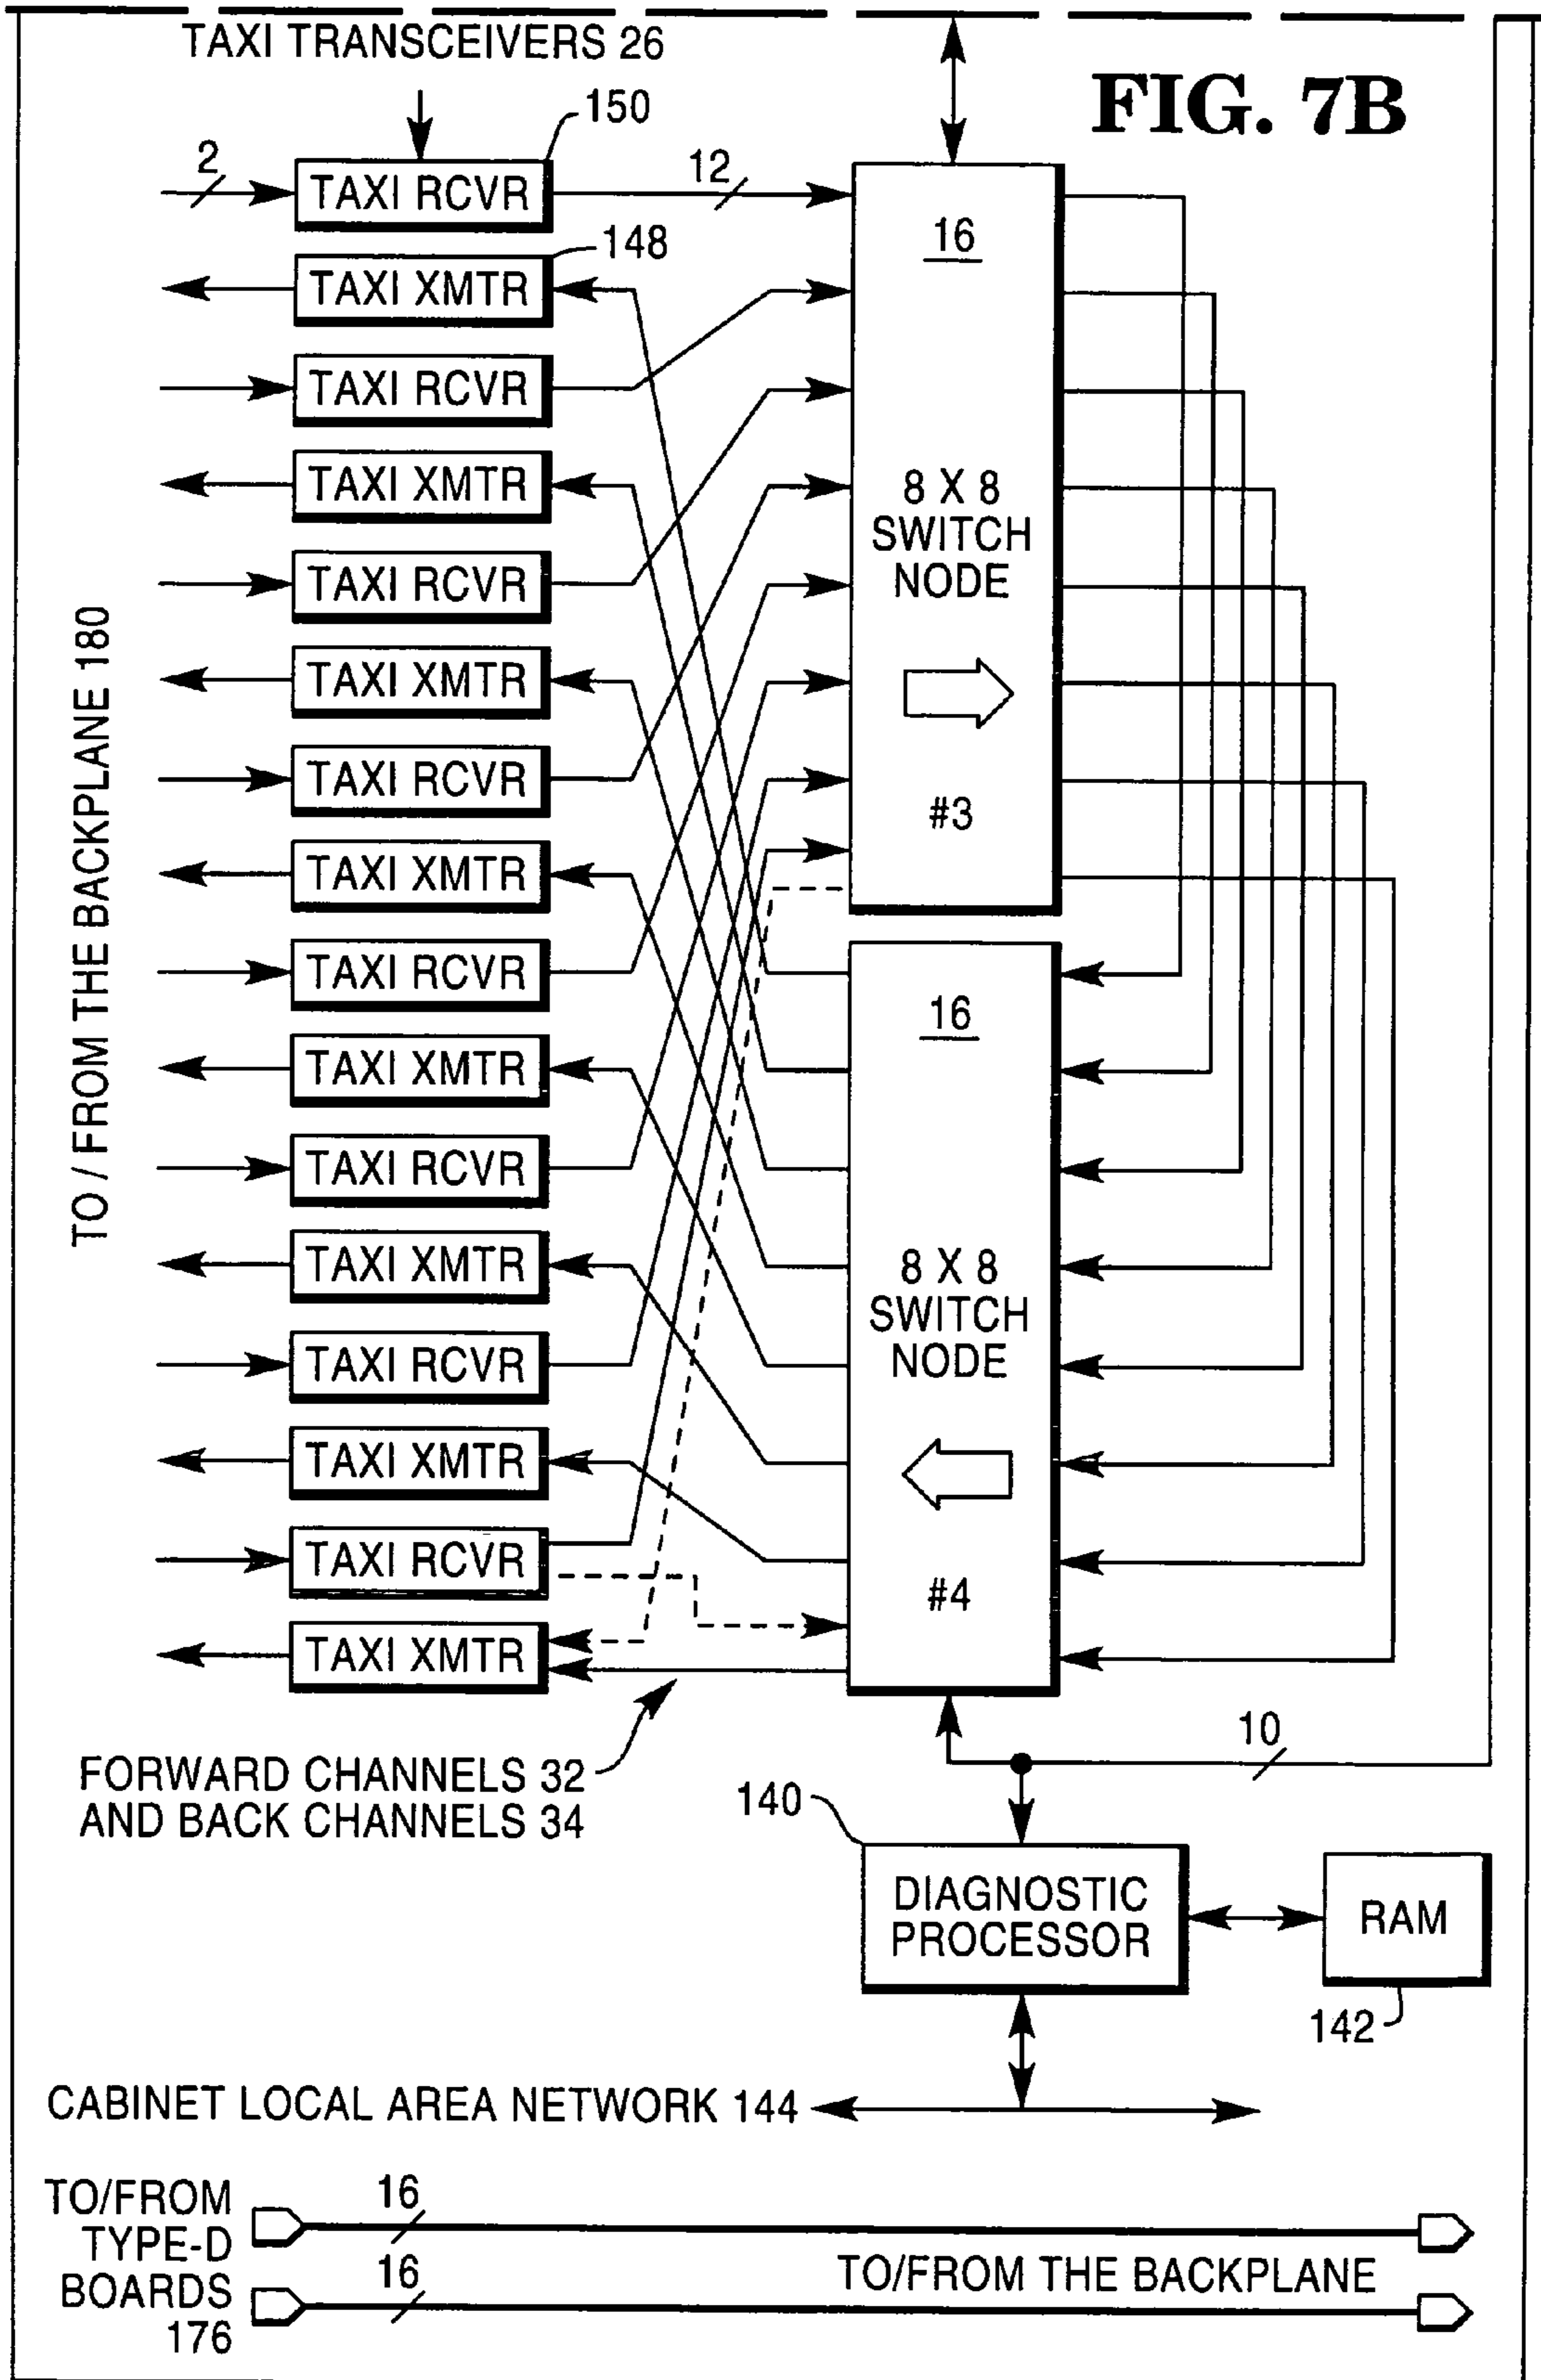 TAXI TRANSCEIVERS 26
FIG. 7B
150
2
TAXI RCVR
12
148
TAXI XMTR
TAXI RCVR
TAXI XMTR
TAXI RCVR
TAXI XMTR
TAXI RCVR
TAXI XMTR
TAXI RCVR
TAXI XMTR
TAXI RCVR
TAXI XMTR
TAXI RCVR
TAXI XMTR
TAXI RCVR
TAXI XMTR
TO / FROM THE BACKPLANE 180
16
8 X 8
SWITCH
NODE
#3
16
8 X 8
SWITCH
NODE
#4
FORWARD CHANNELS 32
AND BACK CHANNELS 34
10
140
DIAGNOSTIC
PROCESSOR
RAM
142
CABINET LOCAL AREA NETWORK 144
TO/FROM
TYPE-D
BOARDS
176
16
16
TO/FROM THE BACKPLANE